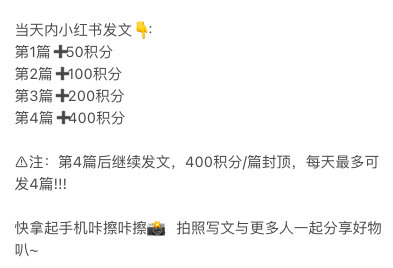 当天内小红书发文👇:
第1篇➕50积分
第2篇➕100积分
第3篇➕200积分
第4篇➕400积分
⚠注：第4篇后继续发文，400积分/篇封顶，每天最多可
发4篇!!!
快拿起手机咔擦咔擦📸 拍照写文与更多人一起分享好物
叭~